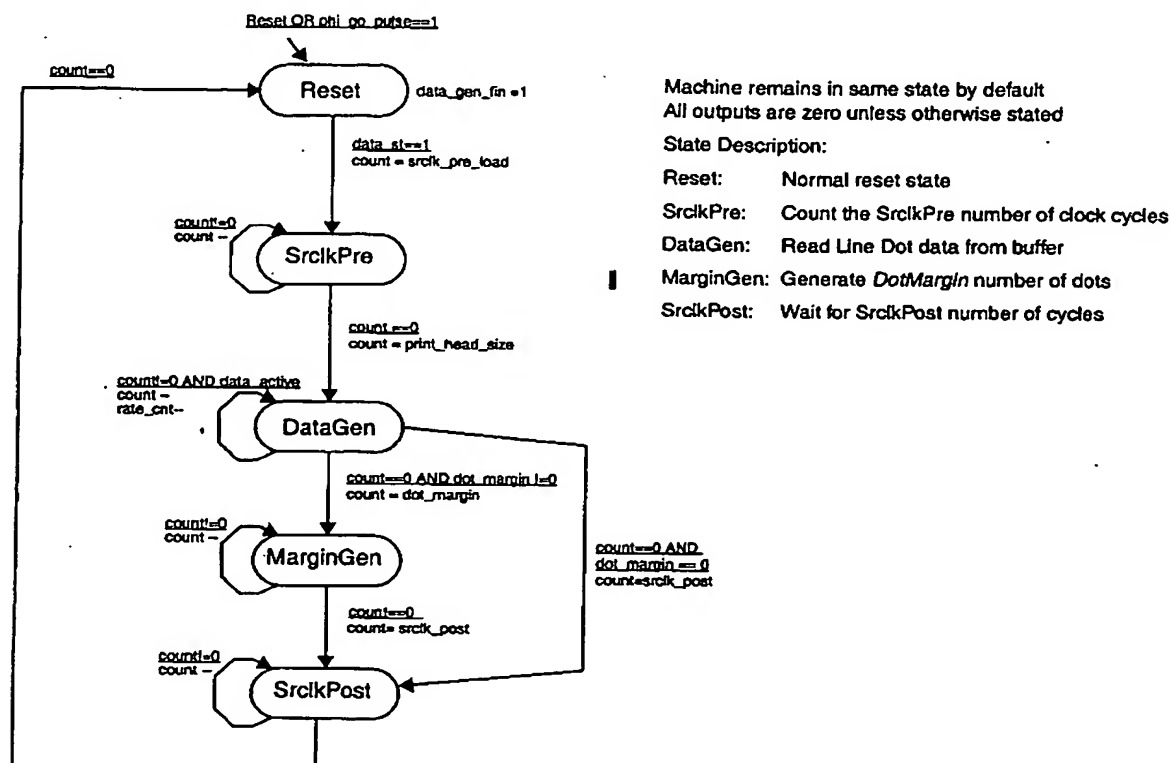 Reset OR phi_go_pulse==1
count==0
Reset
data_gen_fin =1
data_st==1
count = srclk_pre_load
count!=0
count --
SrclkPre
count ==0
count = print_head_size
count!=0 AND data_active
count --
rate_cnt--
DataGen
count==0 AND dot_margin !=0
count = dot_margin
count!=0
count --
MarginGen
count==0 AND
dot_margin == 0
count=srclk_post
count==0
count= srclk_post
count!=0
count --
SrclkPost
Machine remains in same state by default
All outputs are zero unless otherwise stated
State Description:
Reset: Normal reset state
SrclkPre: Count the SrclkPre number of clock cycles
DataGen: Read Line Dot data from buffer
MarginGen: Generate DotMargin number of dots
SrclkPost: Wait for SrclkPost number of cycles